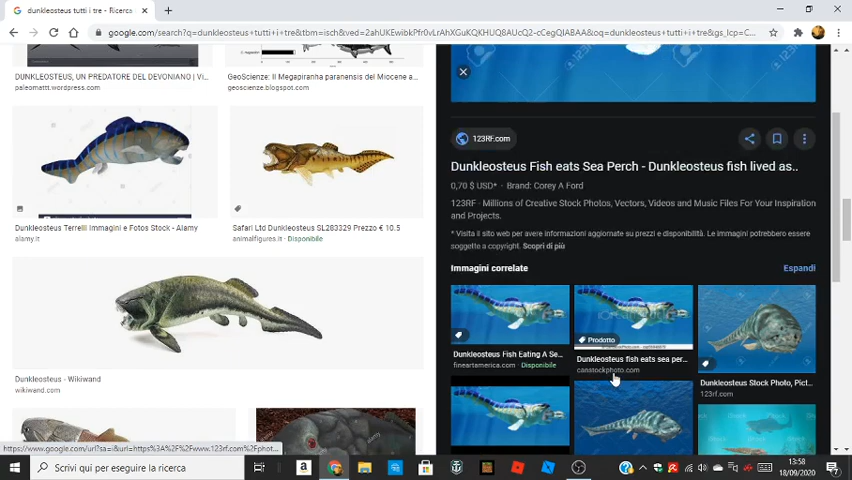 dunkleosteus tutti i tre - Ricerca
google.com/search?q=dunkleosteus+tutti+i+tre&tbm=isch&ved=2ahUKEwibkPfv0vLrAhXGuKQKHUQ8AUcQ2-cCegQIABAA&oq=dunkleosteus+tutti+i+tre&gs_lcp=C...
DUNKLEOSTEUS, UN PREDATORE DEL DEVONIANO | Vi...
paleomattt.wordpress.com
GeoScienze: Il Megapiranha paranensis del Miocene a...
geoscienze.blogspot.com
Dunkleosteus Terrelli Immagini e Fotos Stock - Alamy
alamy.it
Safari Ltd Dunkleosteus SL283329 Prezzo € 10.5
animalfigures.it - Disponibile
Dunkleosteus - Wikiwand
wikiwand.com
alamy
123RF.com
Dunkleosteus Fish eats Sea Perch - Dunkleosteus fish lived as..
0,70 $ USD* · Brand: Corey A Ford
123RF - Millions of Creative Stock Photos, Vectors, Videos and Music Files For Your Inspiration
and Projects.
* Visita il sito web per avere informazioni aggiornate su prezzi e disponibilità. Le immagini potrebbero essere
soggette a copyright. Scopri di più
Immagini correlate
Espandi
Dunkleosteus Fish Eating A Se...
fineartamerica.com · Disponibile
Prodotto
Dunkleosteus fish eats sea per...
canstockphoto.com
Dunkleosteus Stock Photo, Pict...
123rf.com
https://www.google.com/url?sa=i&url=https%3A%2F%2Fwww.123rf.com%2Fphot...
Scrivi qui per eseguire la ricerca
13:58
18/09/2020